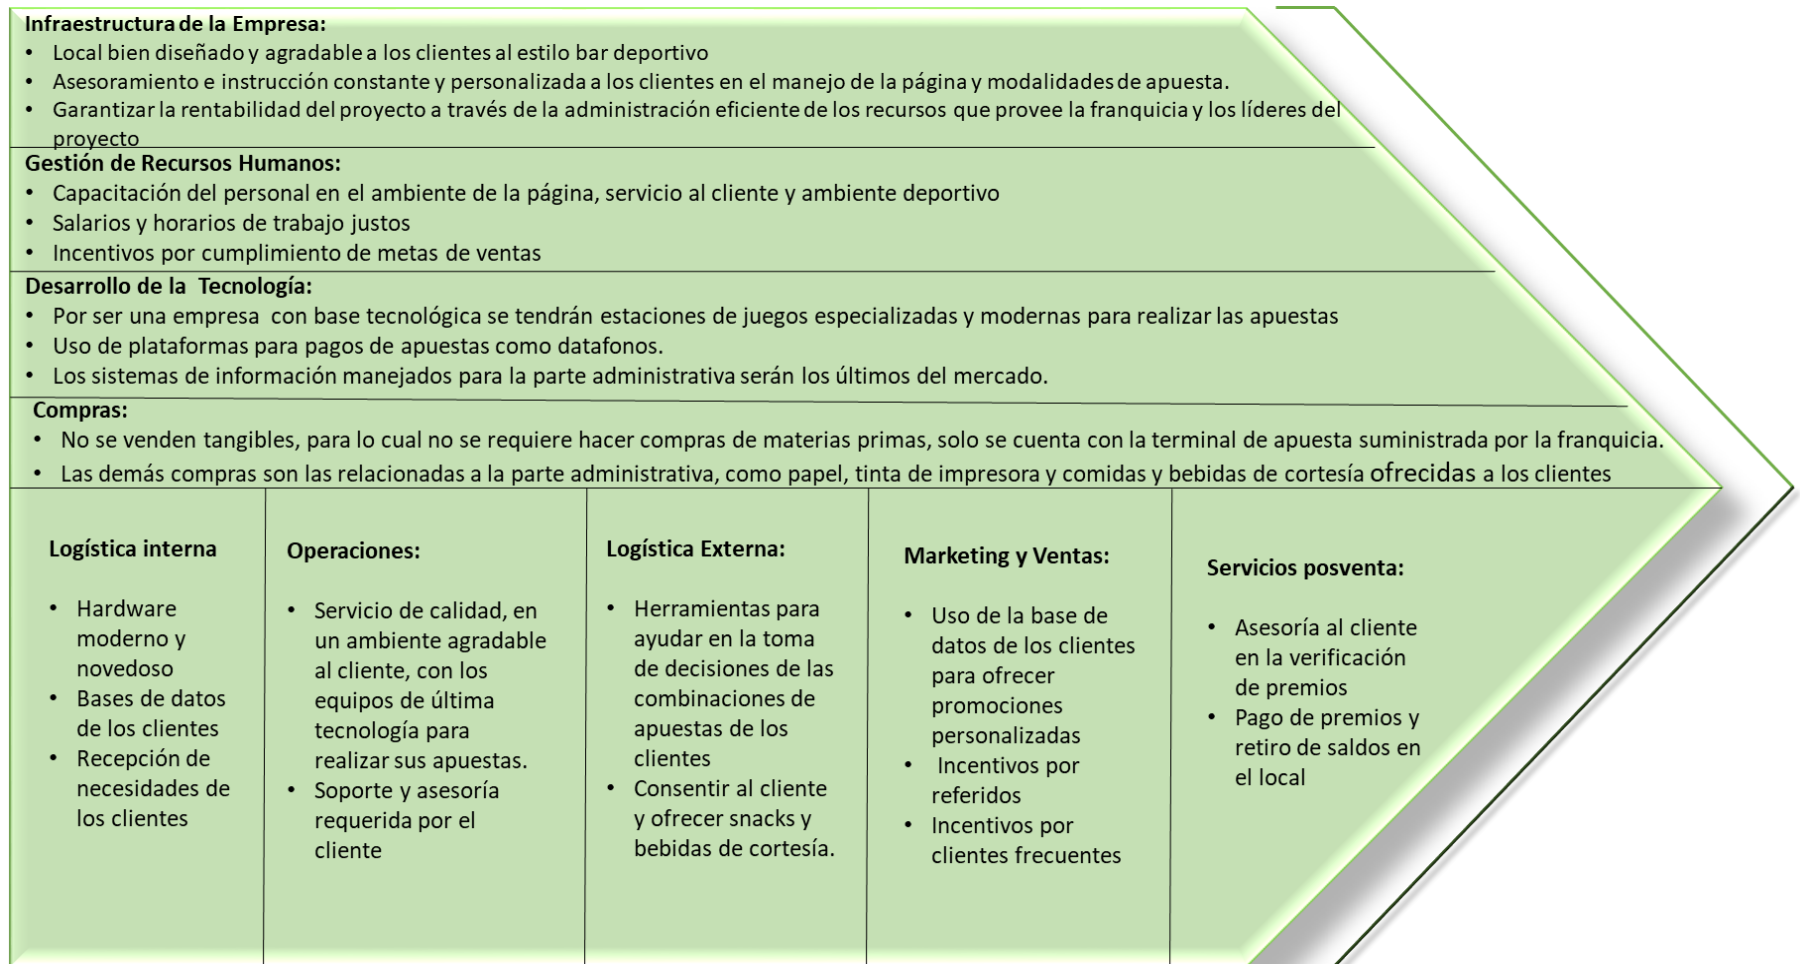 Infraestructura de la Empresa:
• Local bien diseñado y agradable a los clientes al estilo bar deportivo
• Asesoramiento e instrucción constante y personalizada a los clientes en el manejo de la página y modalidades de apuesta.
• Garantizar la rentabilidad del proyecto a través de la administración eficiente de los recursos que provee la franquicia y los líderes del
proyecto
Gestión de Recursos Humanos:
• Capacitación del personal en el ambiente de la página, servicio al cliente y ambiente deportivo
• Salarios y horarios de trabajo justos
• Incentivos por cumplimiento de metas de ventas
Desarrollo de la Tecnología:
• Por ser una empresa con base tecnológica se tendrán estaciones de juegos especializadas y modernas para realizar las apuestas
• Uso de plataformas para pagos de apuestas como datafonos.
• Los sistemas de información manejados para la parte administrativa serán los últimos del mercado.
Compras:
• No se venden tangibles, para lo cual no se requiere hacer compras de materias primas, solo se cuenta con la terminal de apuesta suministrada por la franquicia.
• Las demás compras son las relacionadas a la parte administrativa, como papel, tinta de impresora y comidas y bebidas de cortesía ofrecidas a los clientes
Logística interna
• Hardware
moderno y
novedoso
• Bases de datos
de los clientes
• Recepción de
necesidades de
los clientes
Operaciones:
• Servicio de calidad, en
un ambiente agradable
al cliente, con los
equipos de última
tecnología para
realizar sus apuestas.
• Soporte y asesoría
requerida por el
cliente
Logística Externa:
• Herramientas para
ayudar en la toma
de decisiones de las
combinaciones de
apuestas de los
clientes
• Consentir al cliente
y ofrecer snacks y
bebidas de cortesía.
Marketing y Ventas:
• Uso de la base de
datos de los clientes
para ofrecer
promociones
personalizadas
• Incentivos por
referidos
• Incentivos por
clientes frecuentes
Servicios posventa:
• Asesoría al cliente
en la verificación
de premios
• Pago de premios y
retiro de saldos en
el local